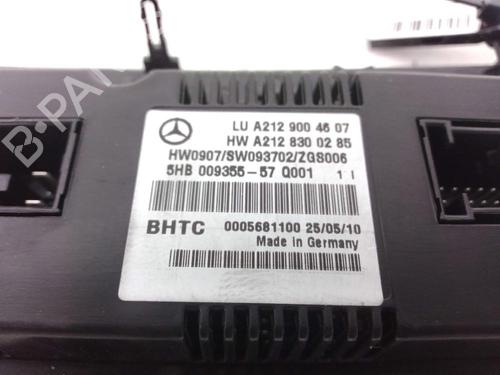 B-PARTS
LU A212 900 46 07
HW A212 830 02 85
HW0907/SW093702/ZGS006
5HB 009355-57 Q001
BHTC 0005681100 25/05/10
Made in Germany